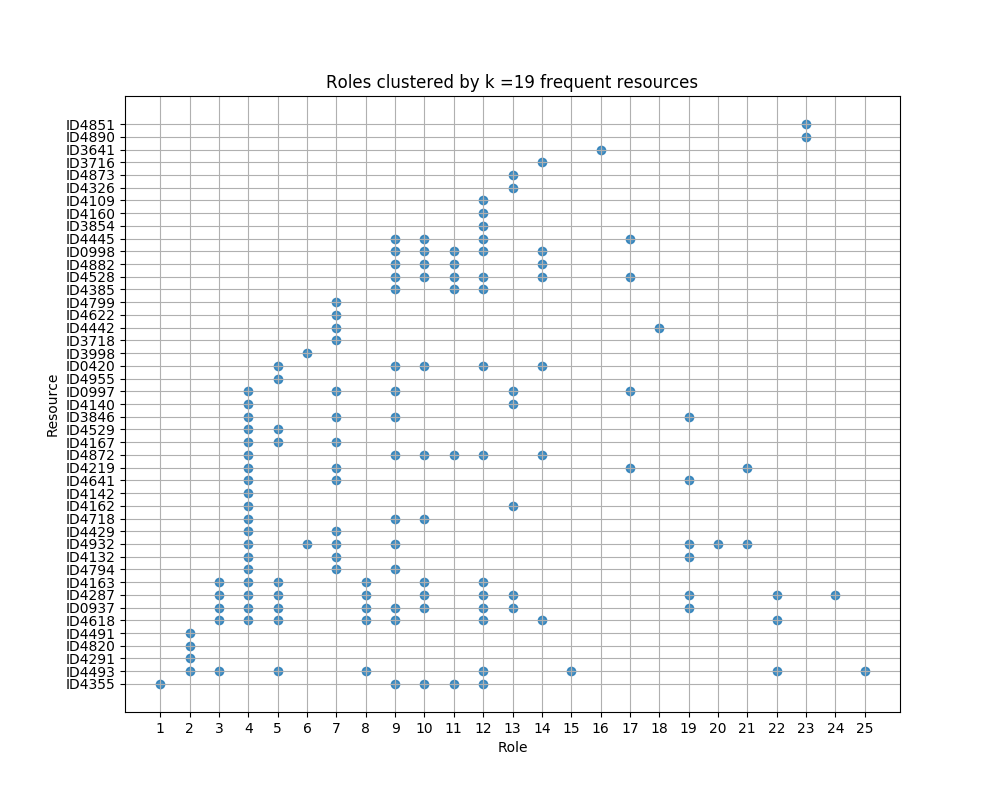 Roles clustered by k =19 frequent resources
ID4851
ID4890
ID3641
ID3716
ID4873
ID4326
ID4109
ID4160
ID3854
ID4445
ID0998
ID4882
ID4528
ID4385
ID4799
ID4622
ID4442
ID3718
ID3998
ID0420
ID4955
ID0997
ID4140
ID3846
ID4529
ID4167
ID4872
ID4219
ID4641
ID4142
ID4162
ID4718
ID4429
ID4932
ID4132
ID4794
ID4163
ID4287
ID0937
ID4618
ID4491
ID4820
ID4291
ID4493
ID4355
Resource
1 2 3 4 5 6 7 8 9 10 11 12 13 14 15 16 17 18 19 20 21 22 23 24 25
Role